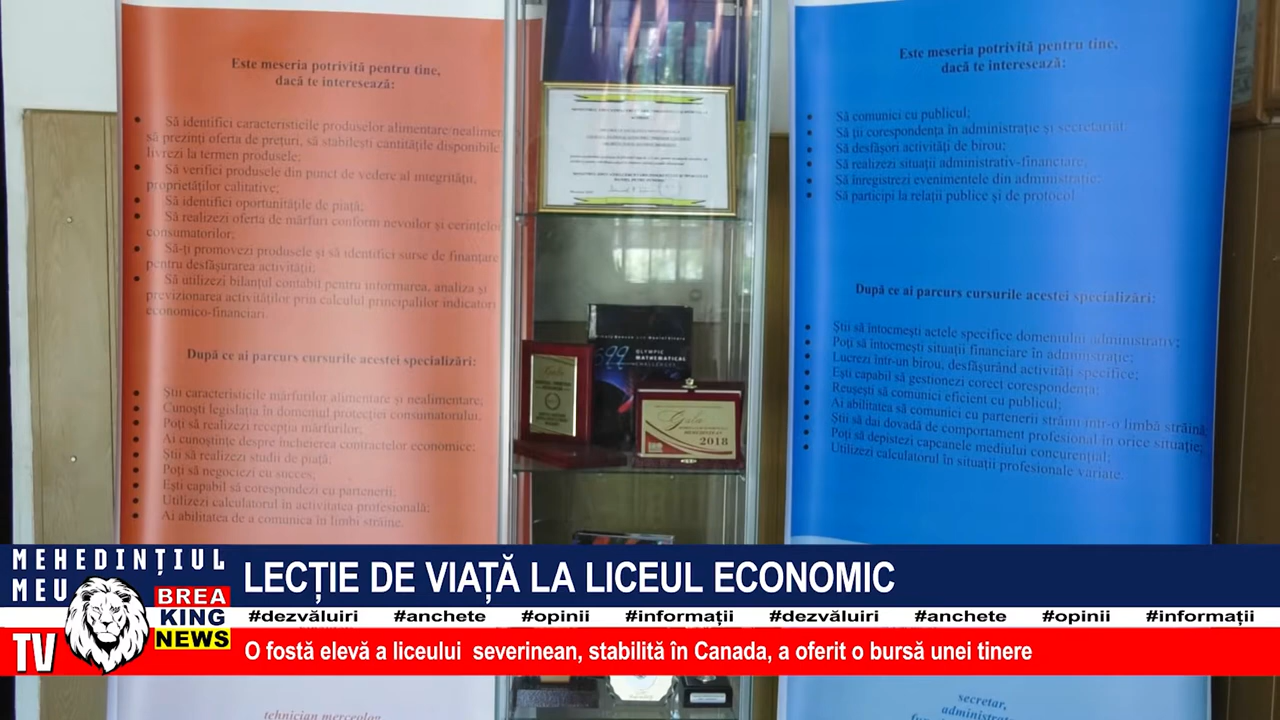 Este meseria potrivită pentru tine,
dacă te interesează:
Să identifici caracteristicile produselor alimentare/nealimen
să prezinți oferta de prețuri, să stabilești cantitățile disponibile
livrezi la termen produsele;
Să verifici produsele din punct de vedere al integrității,
proprietăților calitative;
Să identifici oportunitățile de piață;
Să realizezi oferta de mărfuri conform nevoilor și cerințelor
consumatorilor;
Să-ți promovezi produsele și să identifici surse de finanțare
pentru desfășurarea activității;
Să utilizezi bilanțul contabil pentru informarea, analiza și
previzionarea activităților prin calculul principalilor indicatori
economico-financiari.
După ce ai parcurs cursurile acestei specializări:
Știi caracteristicile mărfurilor alimentare și nealimentare;
Cunoști legislația în domeniul protecției consumatorului.
Poți să realizezi recepția mărfurilor;
Ai cunoștințe despre încheierea contractelor economice;
Știi să realizezi studii de piață.
Poți să negociezi cu succes;
Ești capabil să corespondezi cu partenerii;
Utilizezi calculatorul în activitatea profesională;
Ai abilitatea de a comunica în limbi străine.
tehnician merceolog
OLYMPIC
MATHEMATICAL
CHALLENGES
Gala
Gala
MEHEDINȚEAN
2018
Este meseria potrivită pentru tine,
dacă te interesează:
Să comunici cu publicul;
Să ții corespondența în administrație și secretariat.
Să desfășori activități de birou;
Să realizezi situații administrativ-financiare;
Să înregistrezi evenimentele din administrație;
Să participi la relații publice și de protocol
După ce ai parcurs cursurile acestei specializări:
Știi să întocmești actele specifice domeniului administrativ;
Poți să întocmești situații financiare în administrație;
Lucrezi într-un birou, desfășurând activități specifice;
Ești capabil să gestionezi corect corespondența;
Reușești să comunici eficient cu publicul;
Ai abilitatea să comunici cu partenerii străini într-o limbă străină;
Știi să dai dovadă de comportament profesional în orice situație;
Poți să depistezi capcanele mediului concurențial;
Utilizezi calculatorul în situații profesionale variate.
secretar,
MEHEDINȚIUL
MEU
TV
BREA
KING
NEWS
LECȚIE DE VIAȚĂ LA LICEUL ECONOMIC
#dezvăluiri #anchete #opinii #informații #dezvăluiri #anchete #opinii #informații
O fostă elevă a liceului severinean, stabilită în Canada, a oferit o bursă unei tinere